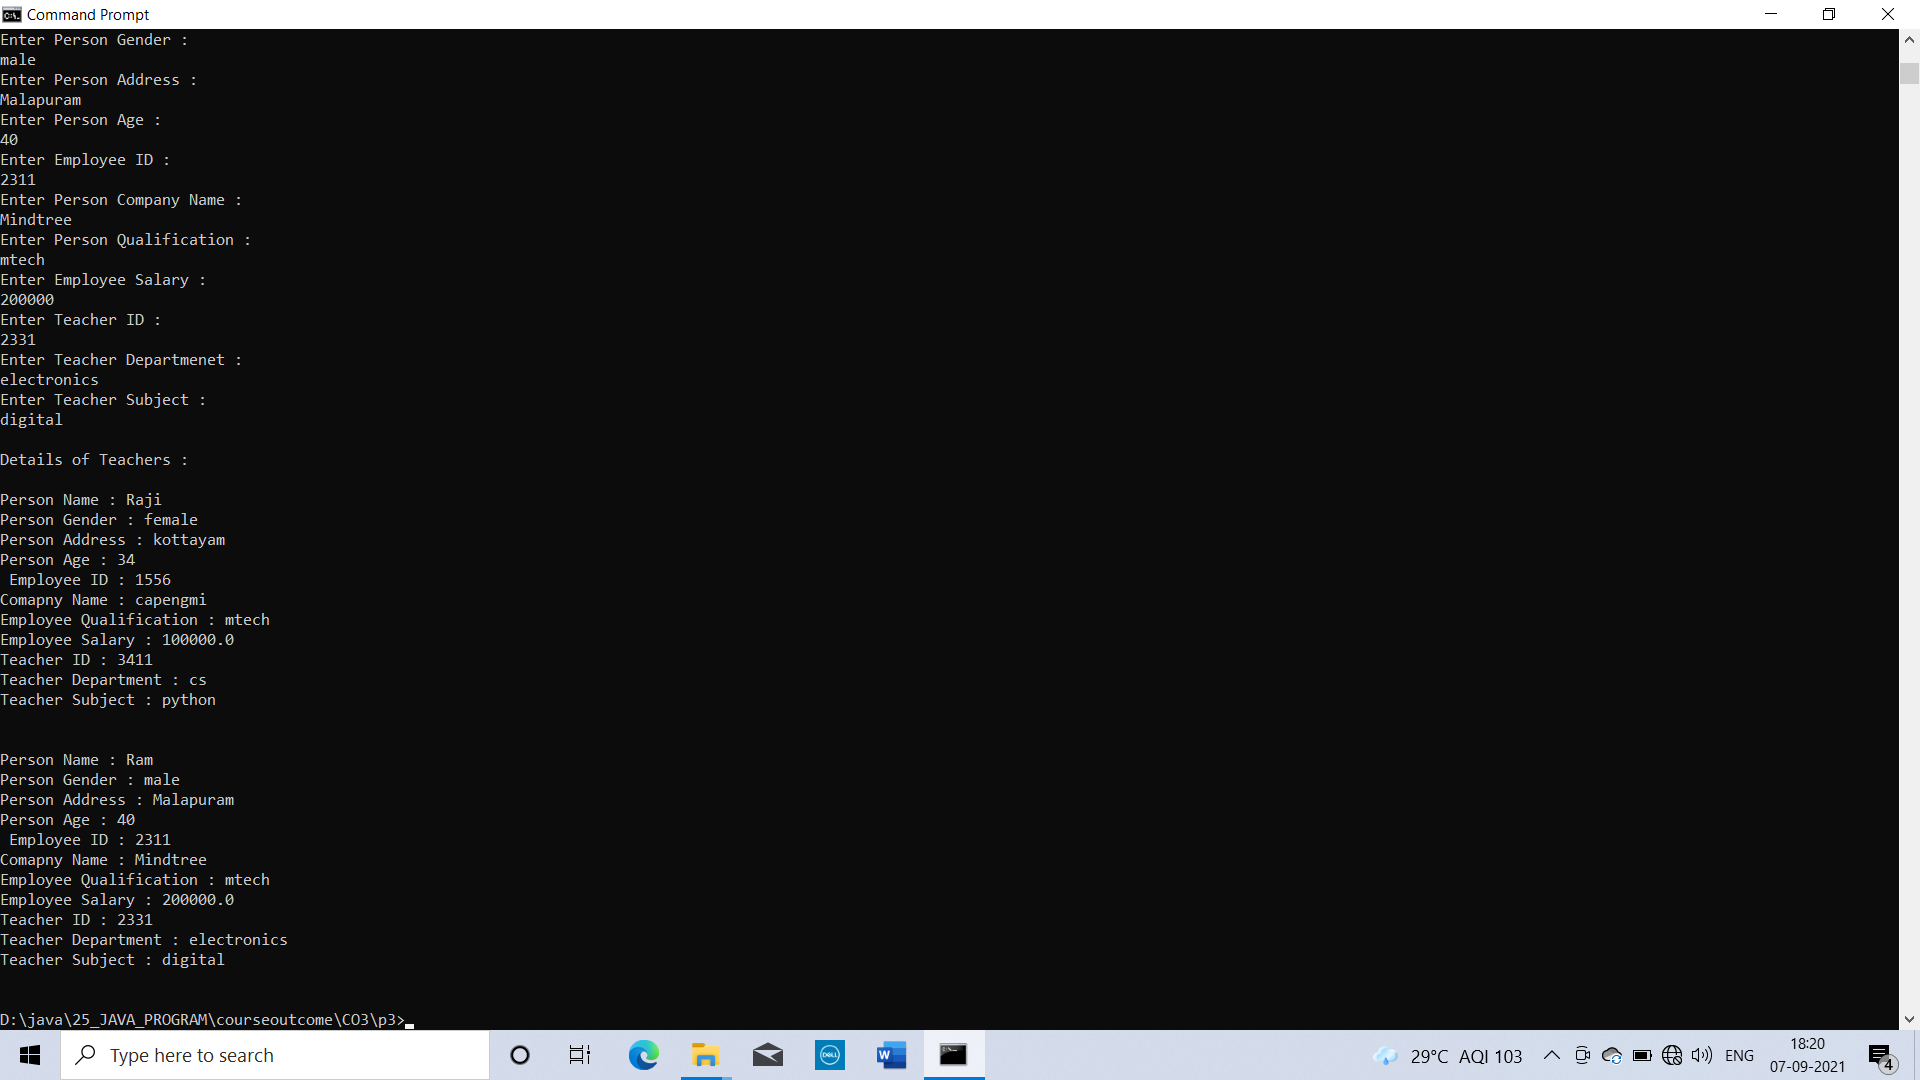 Command Prompt
Enter Person Gender :
male
Enter Person Address :
Malapuram
Enter Person Age :
40
Enter Employee ID :
2311
Enter Person Company Name :
Mindtree
Enter Person Qualification :
mtech
Enter Employee Salary :
200000
Enter Teacher ID :
2331
Enter Teacher Departmenet :
electronics
Enter Teacher Subject :
digital
Details of Teachers :
Person Name : Raji
Person Gender : female
Person Address : kottayam
Person Age : 34
Employee ID : 1556
Comapny Name : capengmi
Employee Qualification : mtech
Employee Salary : 100000.0
Teacher ID : 3411
Teacher Department : cs
Teacher Subject : python
Person Name : Ram
Person Gender : male
Person Address : Malapuram
Person Age : 40
Employee ID : 2311
Comapny Name : Mindtree
Employee Qualification : mtech
Employee Salary : 200000.0
Teacher ID : 2331
Teacher Department : electronics
Teacher Subject : digital
D:\java\25_JAVA_PROGRAM\courseoutcome\CO3\p3>
Type here to search
DELL
W
29°C AQI 103
ENG
18:20
07-09-2021
4